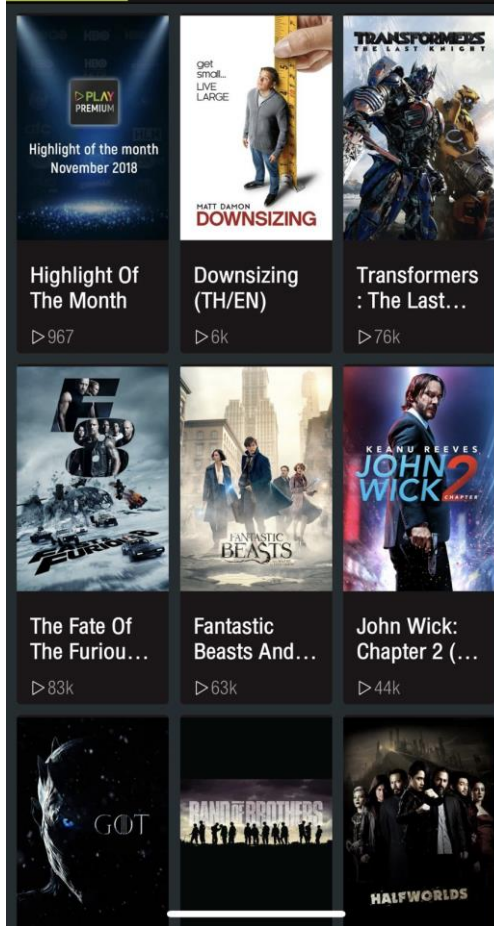 PLAY
PREMIUM
Highlight of the month
November 2018
get
small...
LIVE
LARGE
MATT DAMON
DOWNSIZING
TRANSFORMERS
THE LAST KNIGHT
Highlight Of
The Month
967
Downsizing
(TH/EN)
6k
Transformers
: The Last...
76k
F8
FAST
FURIOUS
FANTASTIC
BEASTS
KEANU REEVES
JOHN
WICK 2
CHAPTER
The Fate Of
The Furiou...
83k
Fantastic
Beasts And...
63k
John Wick:
Chapter 2 (...
44k
GOT
BAND OF BROTHERS
HALFWORLDS